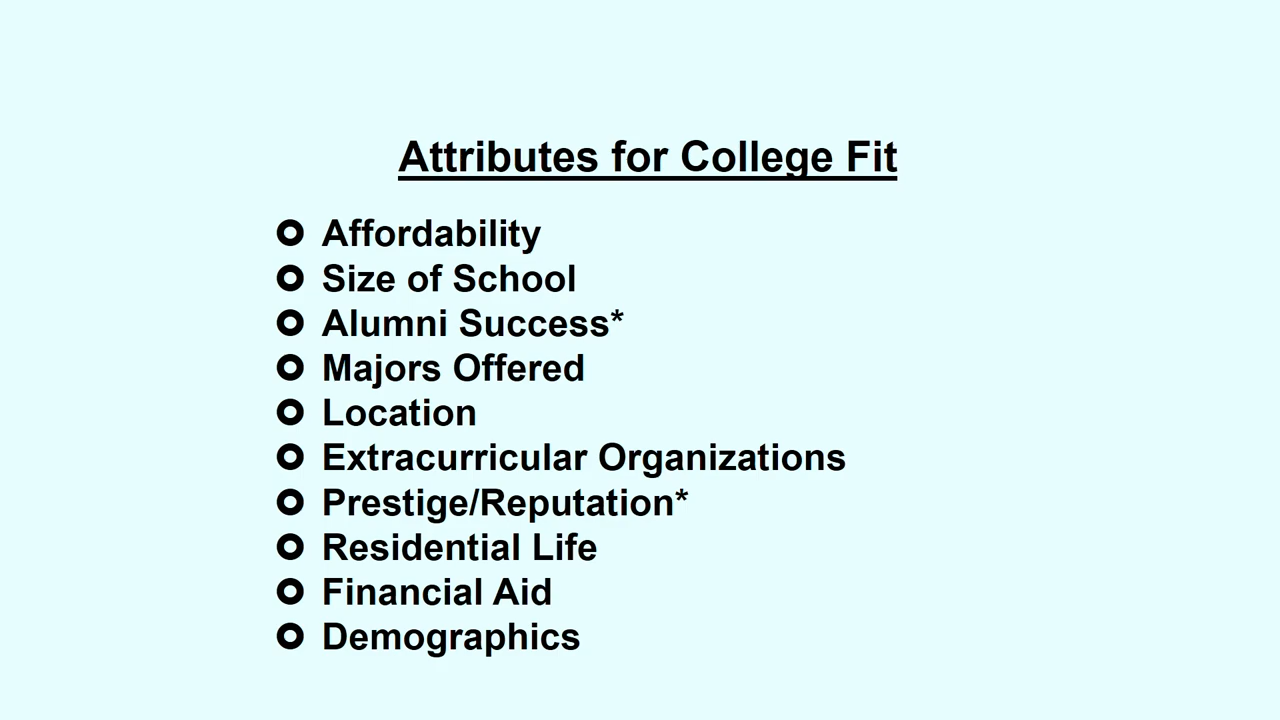 Attributes for College Fit
Affordability
Size of School
Alumni Success*
Majors Offered
Location
Extracurricular Organizations
Prestige/Reputation*
Residential Life
Financial Aid
Demographics